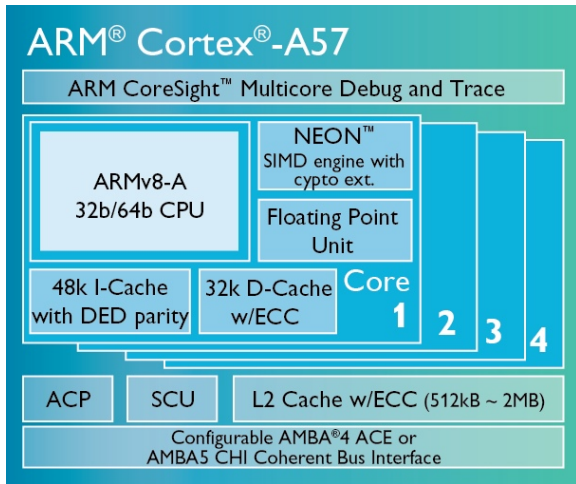 ARM® Cortex®-A57
ARM CoreSight™ Multicore Debug and Trace
ARMv8-A
32b/64b CPU
NEON™
SIMD engine with
cypto ext.
Floating Point
Unit
48k I-Cache
with DED parity
32k D-Cache
w/ECC
Core
1
2
3
4
ACP
SCU
L2 Cache w/ECC (512kB ~ 2MB)
Configurable AMBA®4 ACE or
AMBA5 CHI Coherent Bus Interface